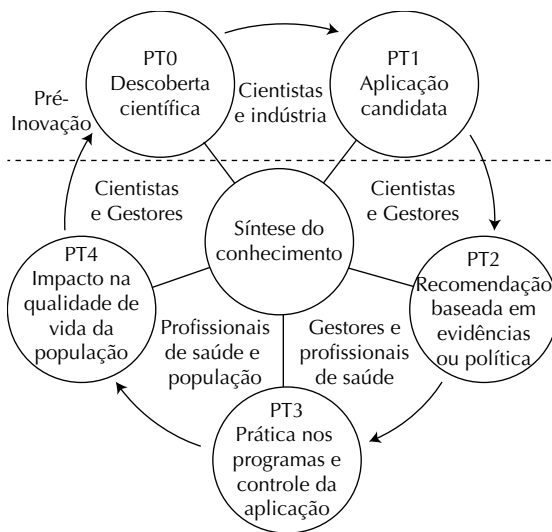 PT0
Descoberta
científica
Cientistas
e indústria
PT1
Aplicação
candidata
Pré-
Inovação
Cientistas
e Gestores
Síntese do
conhecimento
Cientistas
e Gestores
PT4
Impacto na
qualidade de
vida da
população
PT2
Recomendação
baseada em
evidências
ou política
Profissionais
de saúde e
população
Gestores e
profissionais
de saúde
PT3
Prática nos
programas e
controle da
aplicação